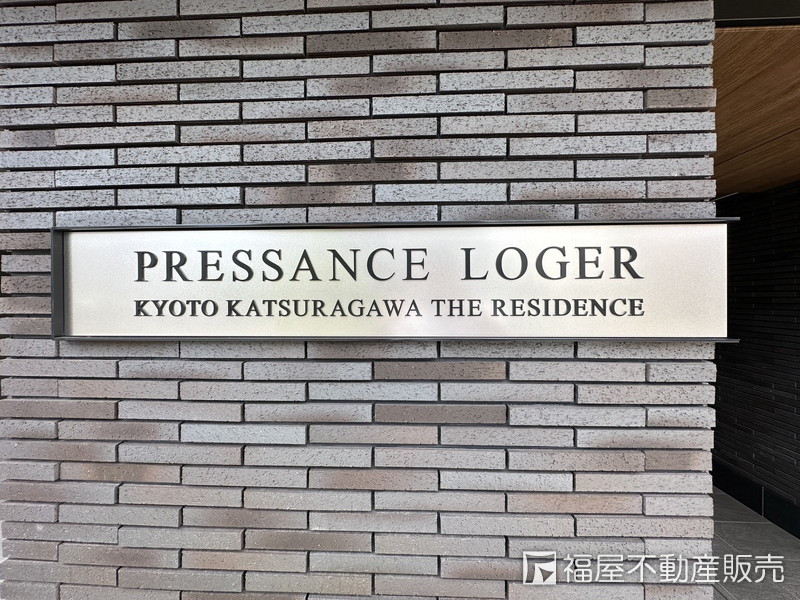 PRESSANCE LOGER
KYOTO KATSURAGAWA THE RESIDENCE
福屋不動産販売